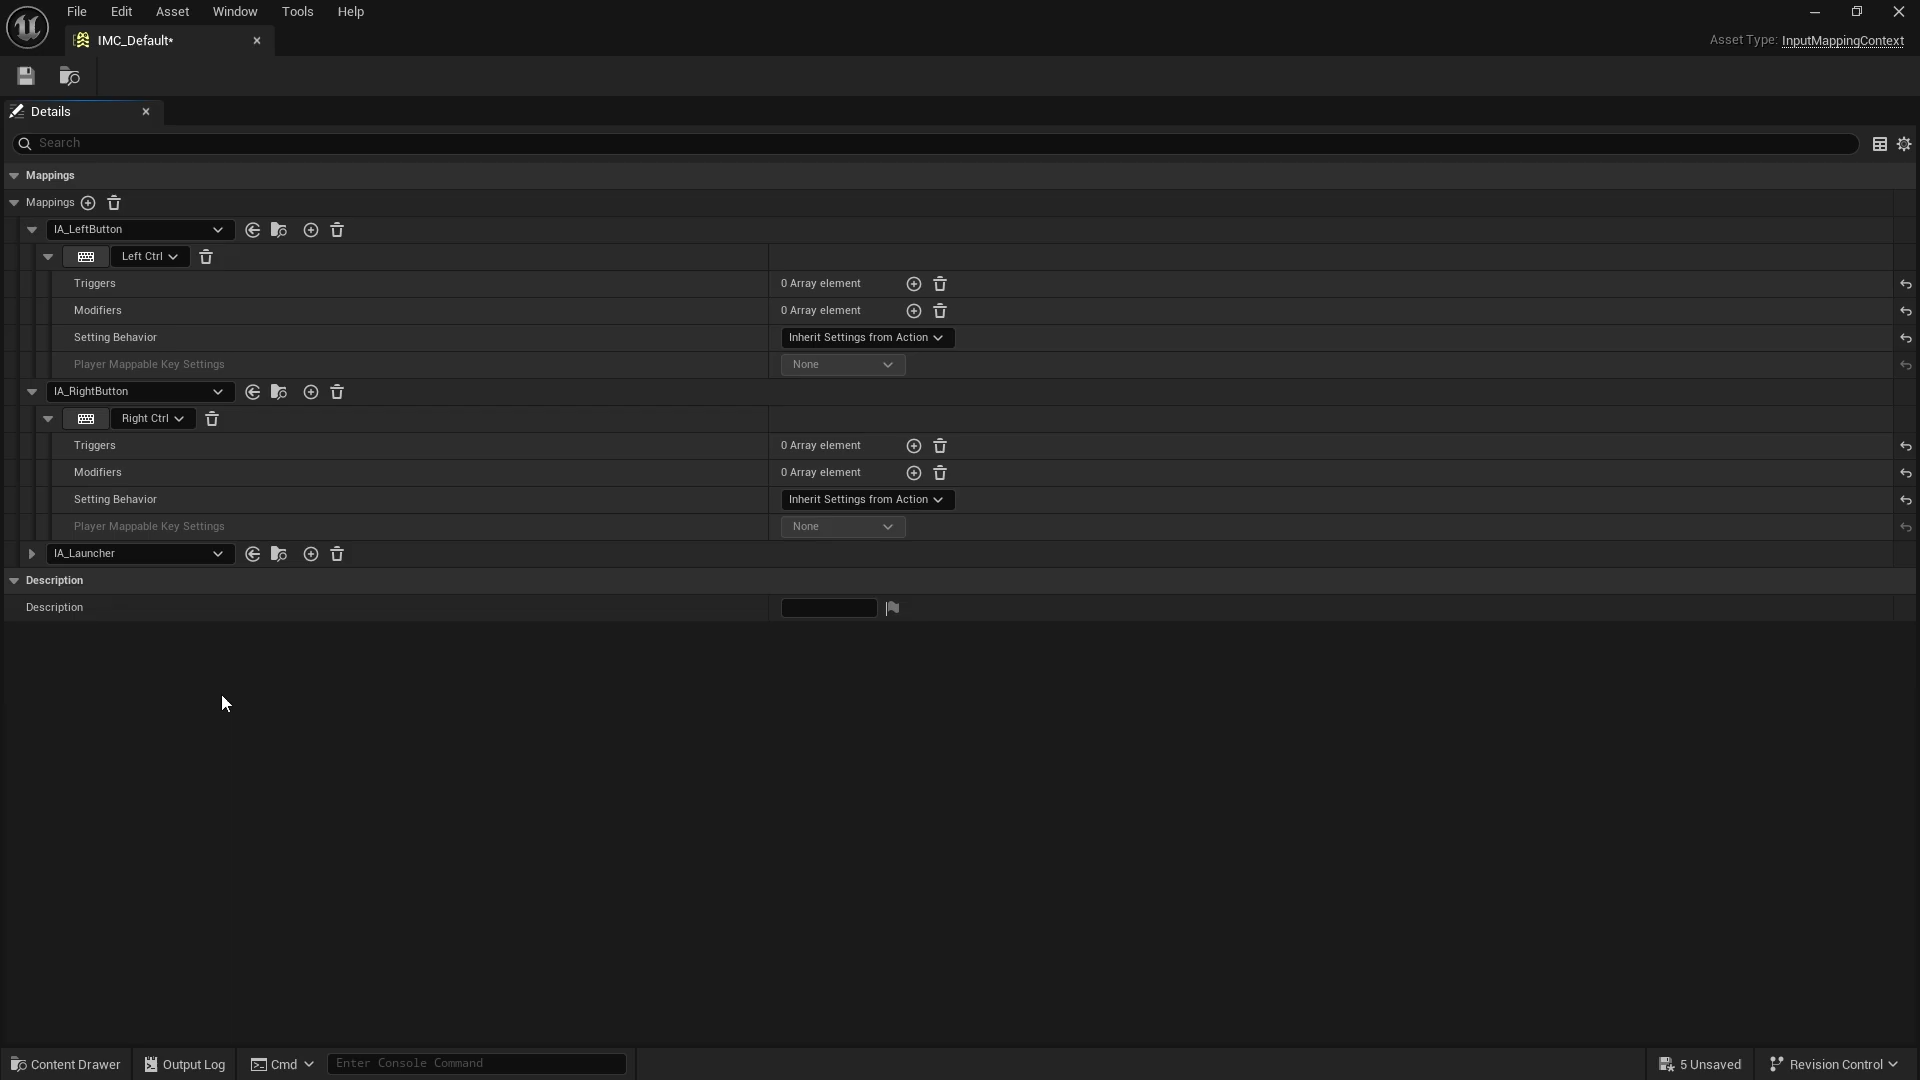 File Edit Asset Window Tools Help
IMC_Default*
Asset Type: InputMappingContext
Details
Search
Mappings
Mappings
IA_LeftButton
Left Ctrl
Triggers 0 Array element
Modifiers 0 Array element
Setting Behavior Inherit Settings from Action
Player Mappable Key Settings None
IA_RightButton
Right Ctrl
Triggers 0 Array element
Modifiers 0 Array element
Setting Behavior Inherit Settings from Action
Player Mappable Key Settings None
IA_Launcher
Description
Description
Content Drawer Output Log Cmd Enter Console Command 5 Unsaved Revision Control